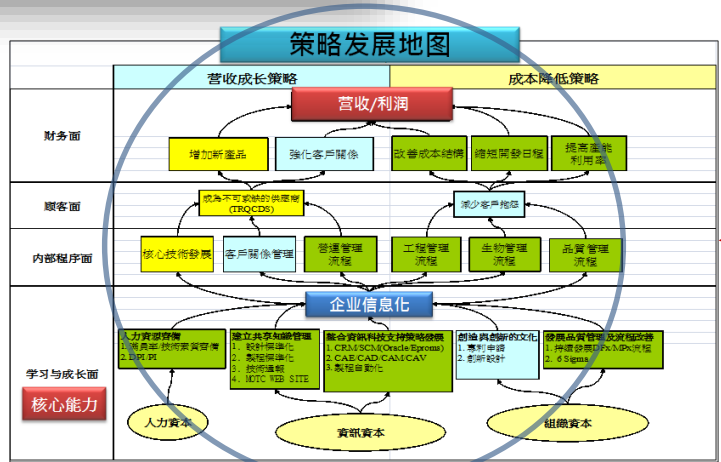 策略发展地图
营收成长策略
成本降低策略
财务面
营收/利润
增加新產品
強化客戶關係
改善成本結構
縮短開發日程
提高產能
利用率
顾客面
成為不可或缺的供應商
(TRQCDS)
減少客戶抱怨
内部程序面
核心技術發展
客戶關係管理
營運管理
流程
工程管理
流程
生物管理
流程
品質管理
流程
企业信息化
学习与成长面
核心能力
人力資源齊備
1. 滿員率/技術素質齊備
2. DPI/PI
建立共享知識管理
1. 設計標準化
2. 製程標準化
3. 技術通報
4. MOTC WEB SITE
整合資訊科技支持策略發展
1. CRM/SCM(Oracle/Eproms)
2. CAE/CAD/CAM/CAV
3. 製程自動化
創造與創新的文化
1. 專利申請
2. 創新設計
發展品質管理及流程改善
1. 持續發展DFx/MPx流程
2. 6 Sigma
人力資本
資訊資本
組織資本